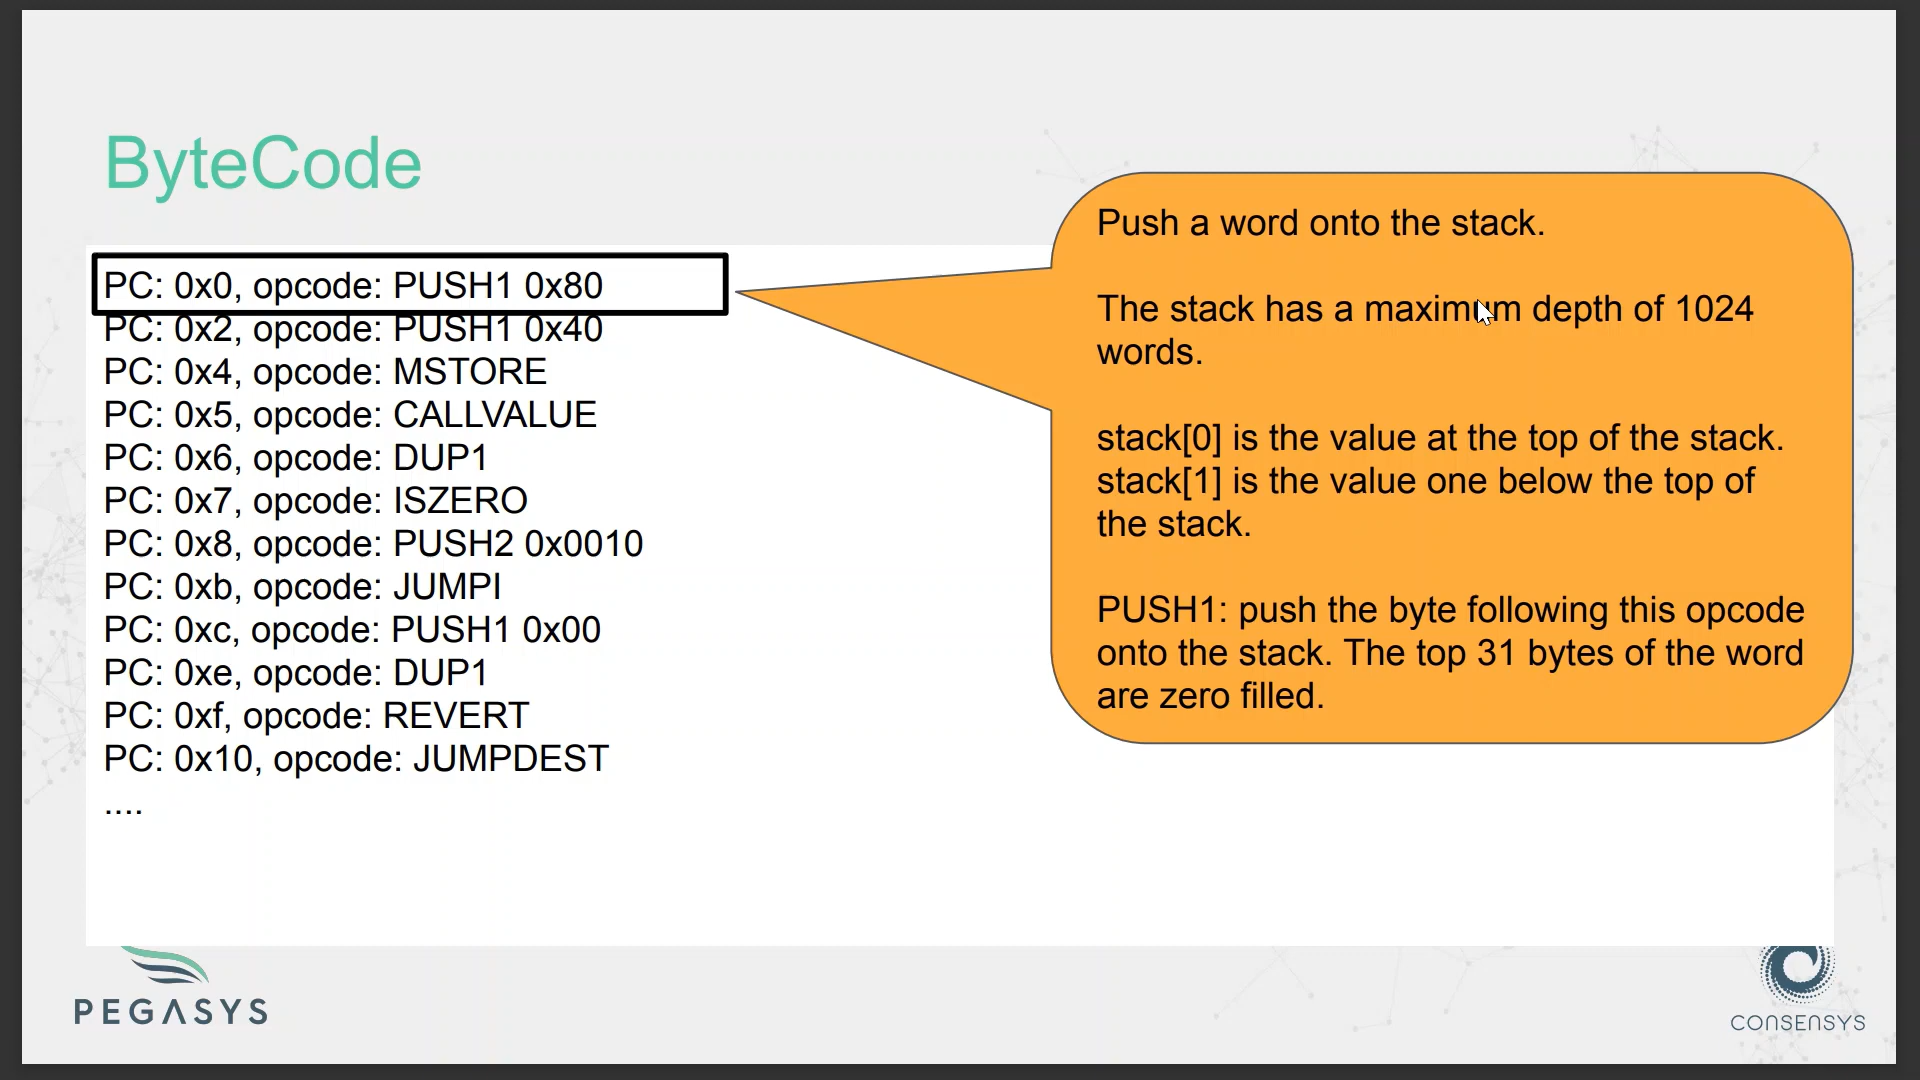 ByteCode
PC: 0x0, opcode: PUSH1 0x80
PC: 0x2, opcode: PUSH1 0x40
PC: 0x4, opcode: MSTORE
PC: 0x5, opcode: CALLVALUE
PC: 0x6, opcode: DUP1
PC: 0x7, opcode: ISZERO
PC: 0x8, opcode: PUSH2 0x0010
PC: 0xb, opcode: JUMPI
PC: 0xc, opcode: PUSH1 0x00
PC: 0xe, opcode: DUP1
PC: 0xf, opcode: REVERT
PC: 0x10, opcode: JUMPDEST
....
Push a word onto the stack.
The stack has a maximum depth of 1024
words.
stack[0] is the value at the top of the stack.
stack[1] is the value one below the top of
the stack.
PUSH1: push the byte following this opcode
onto the stack. The top 31 bytes of the word
are zero filled.
PEGASYS
CONSENSYS